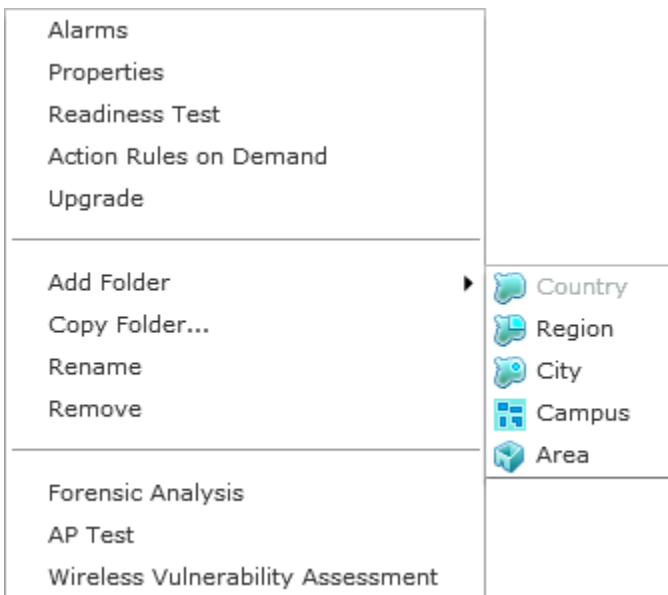 Alarms
Properties
Readiness Test
Action Rules on Demand
Upgrade
Add Folder
Copy Folder...
Rename
Remove
Forensic Analysis
AP Test
Wireless Vulnerability Assessment
Country
Region
City
Campus
Area